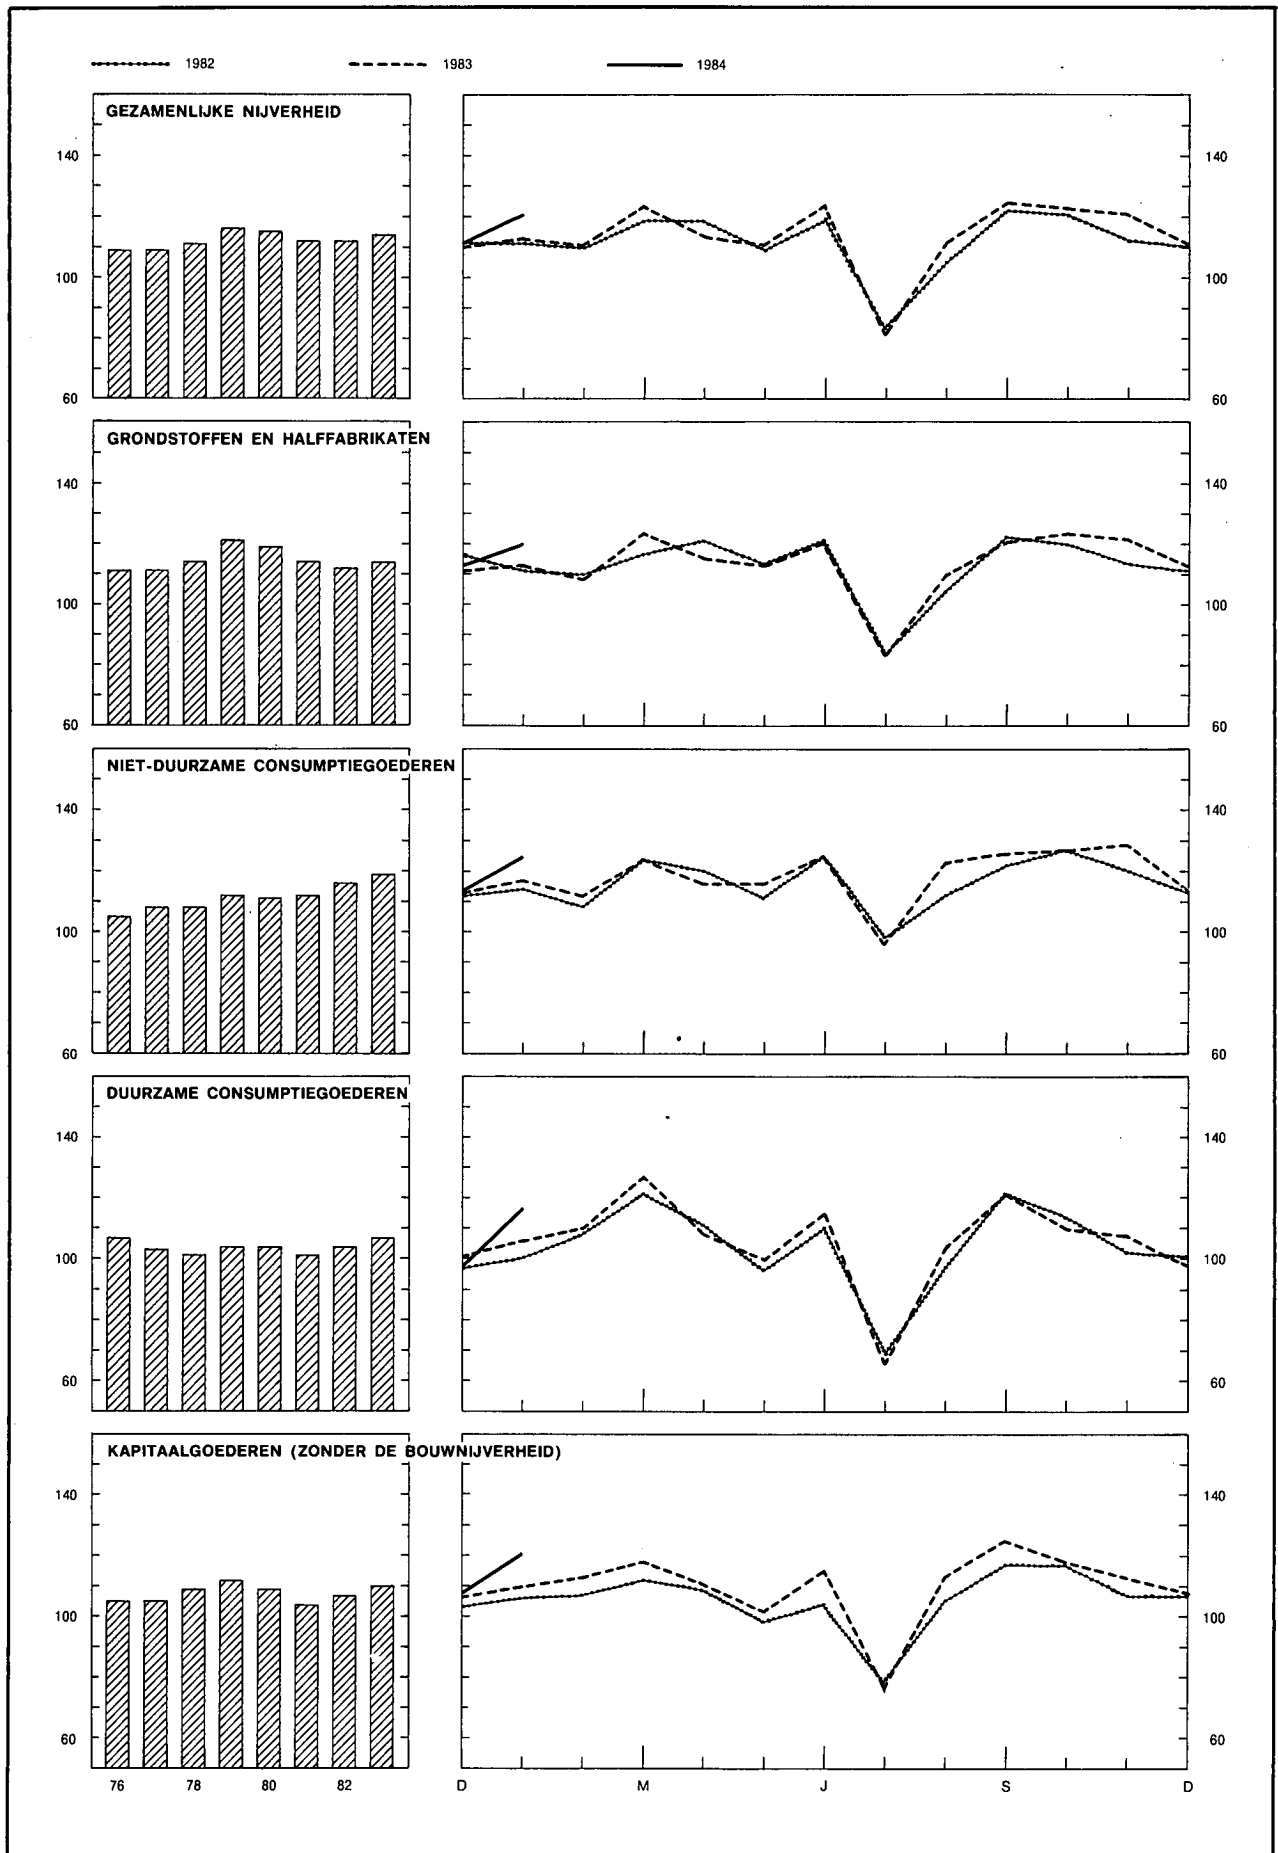 1982 1983 1984
GEZAMENLIJKE NIJVERHEID
140 140
100 100
60 60
GRONDSTOFFEN EN HALFFABRIKATEN
140 140
100 100
60 60
NIET-DUURZAME CONSUMPTIEGOEDEREN
140 140
100 100
60 60
DUURZAME CONSUMPTIEGOEDEREN
140 140
100 100
60 60
KAPITAALGOEDEREN (ZONDER DE BOUWNIJVERHEID)
140 140
100 100
60 60
76 78 80 82 D M J S D